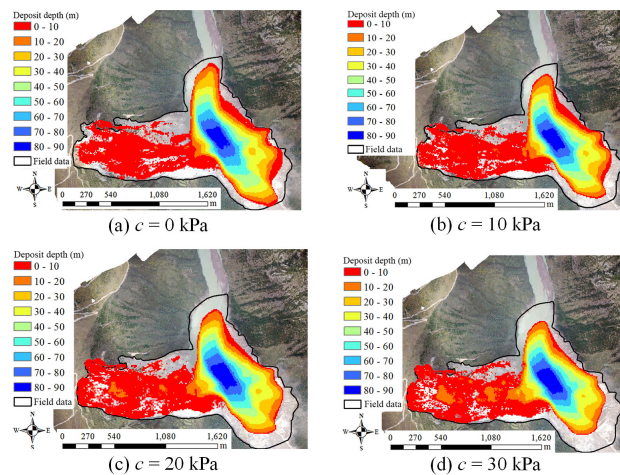 Deposit depth (m)
0 - 10
10 - 20
20 - 30
30 - 40
40 - 50
50 - 60
60 - 70
70 - 80
80 - 90
Field data
N
W E
S
0 270 540 1,080 1,620
m
(a) c = 0 kPa
Deposit depth (m)
0 - 10
10 - 20
20 - 30
30 - 40
40 - 50
50 - 60
60 - 70
70 - 80
80 - 90
Field data
N
W E
S
0 270 540 1,080 1,620
m
(b) c = 10 kPa
Deposit depth (m)
0 - 10
10 - 20
20 - 30
30 - 40
40 - 50
50 - 60
60 - 70
70 - 80
80 - 90
Field data
N
W E
S
0 270 540 1,080 1,620
m
(c) c = 20 kPa
Deposit depth (m)
0 - 10
10 - 20
20 - 30
30 - 40
40 - 50
50 - 60
60 - 70
70 - 80
80 - 90
Field data
N
W E
S
0 270 540 1,080 1,620
m
(d) c = 30 kPa